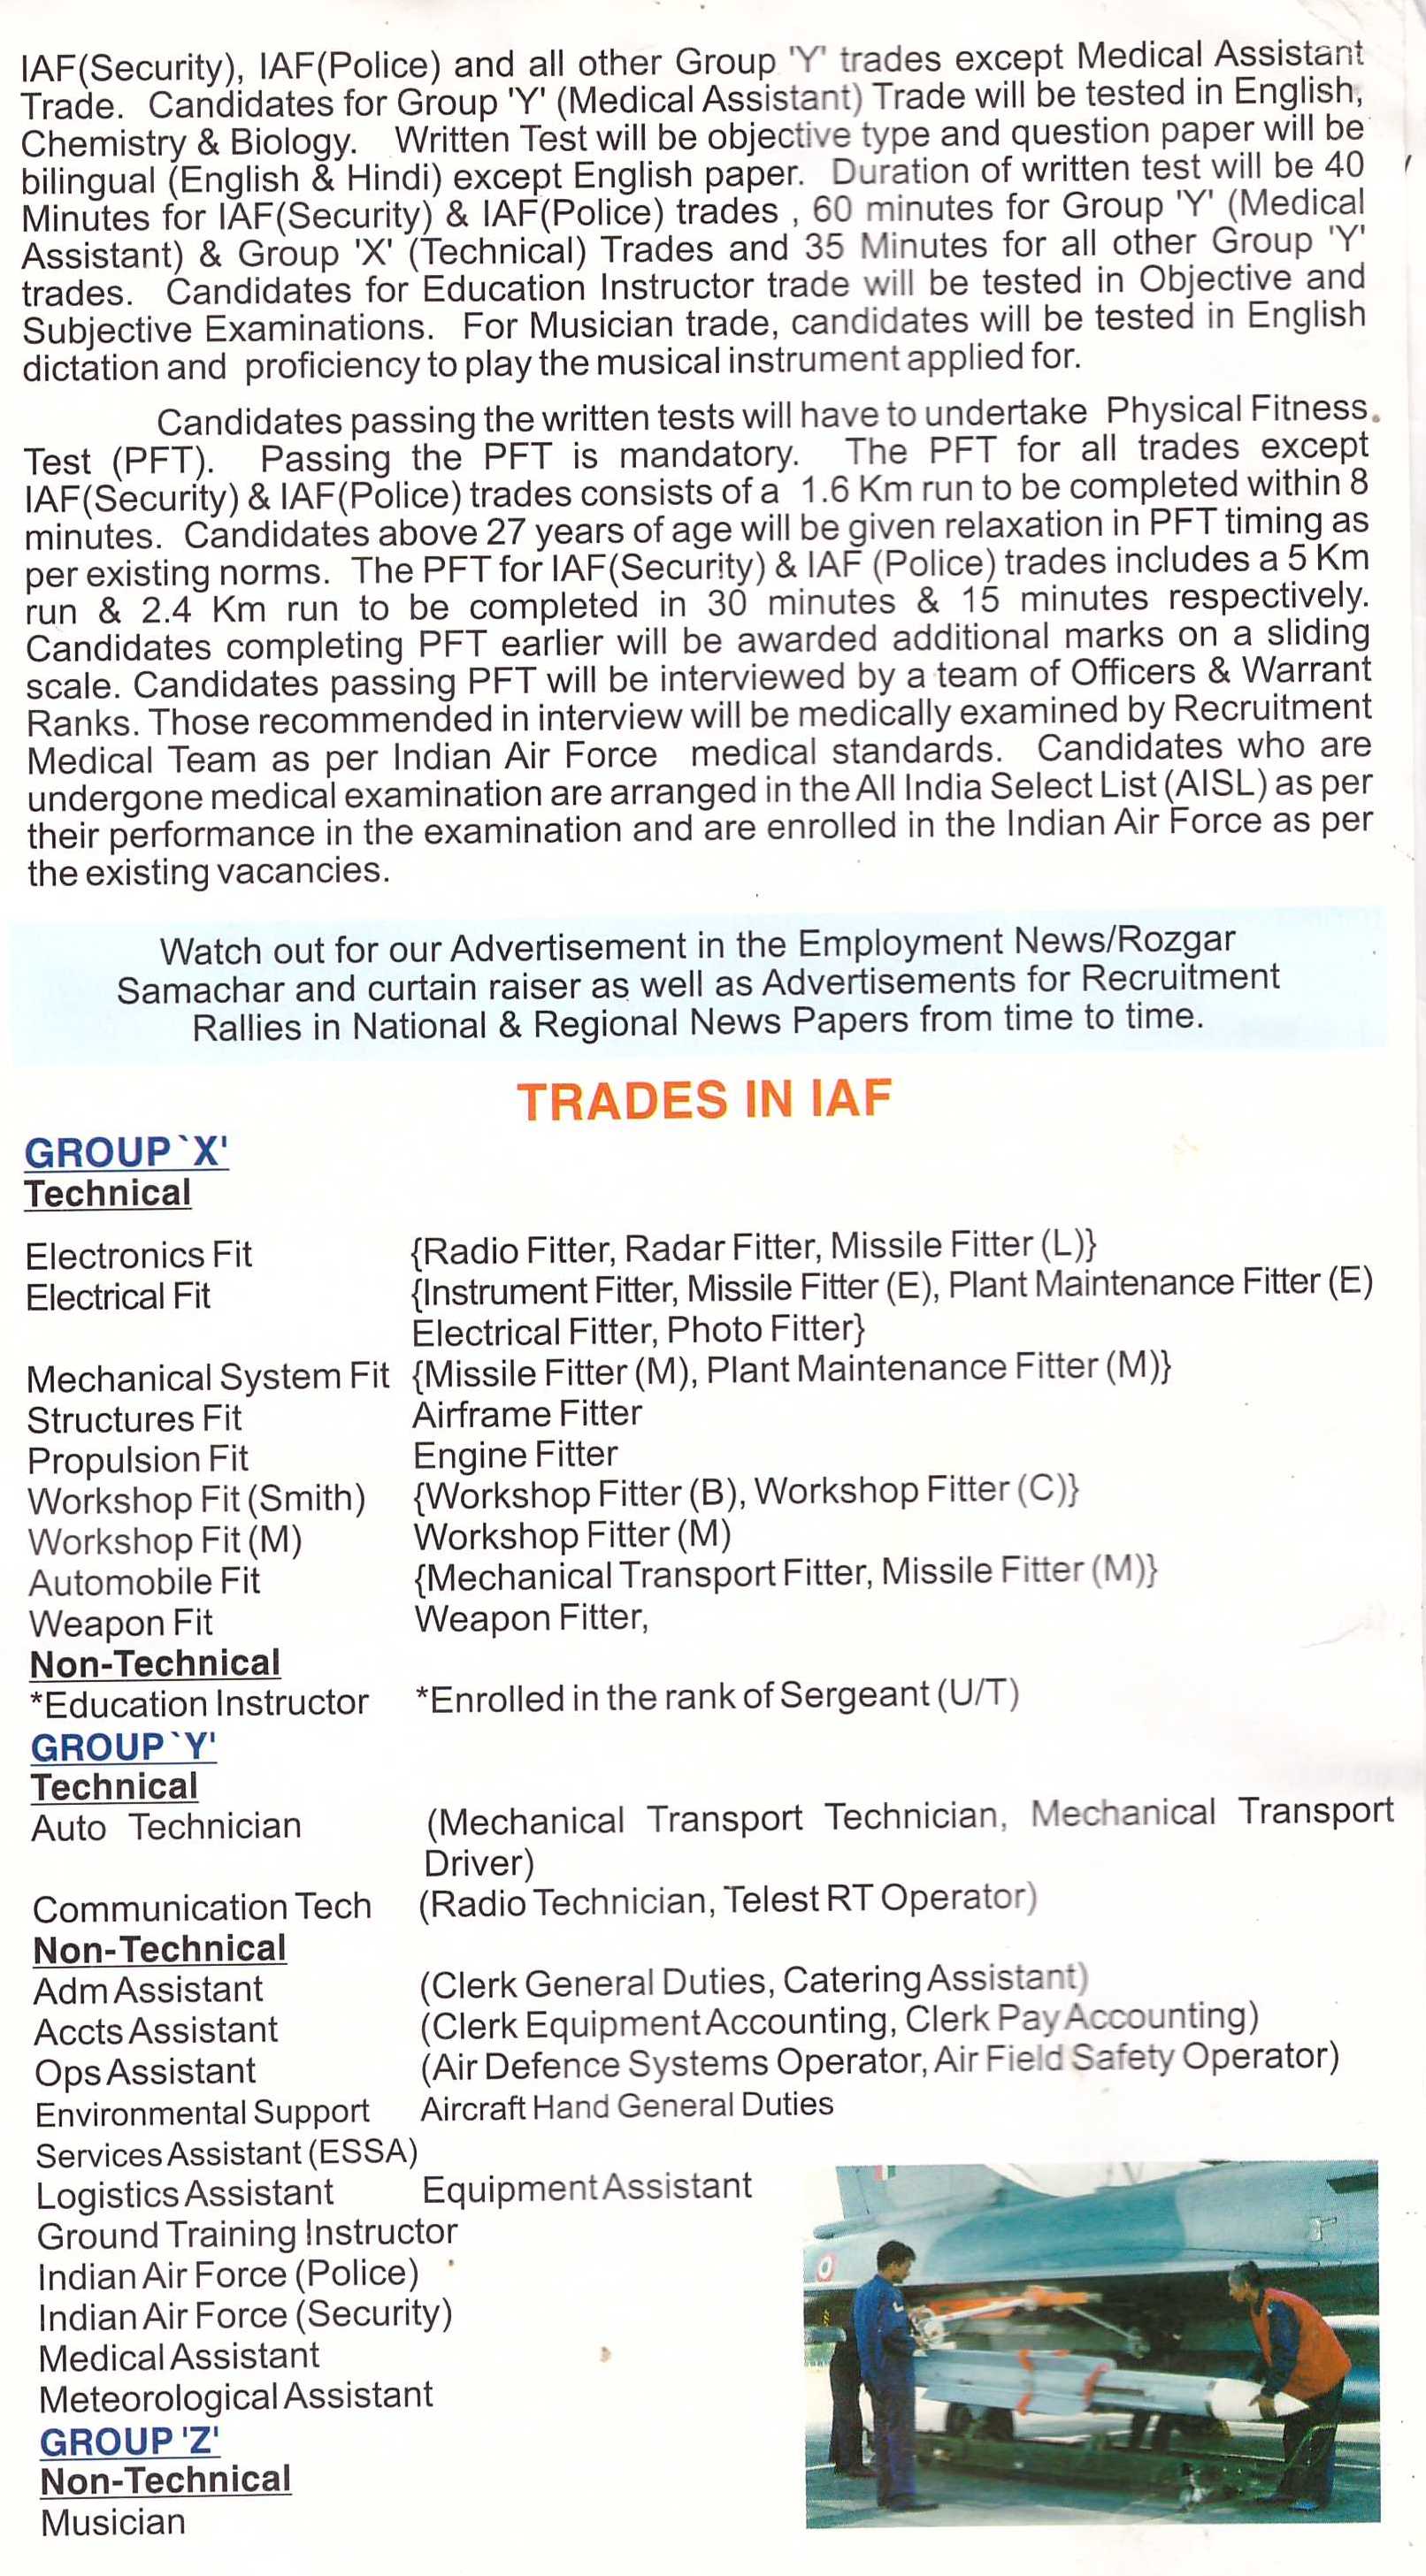 IAF(Security), IAF(Police) and all other Group 'Y' trades except Medical Assistant
Trade. Candidates for Group 'Y' (Medical Assistant) Trade will be tested in English,
Chemistry & Biology. Written Test will be objective type and question paper will be
bilingual (English & Hindi) except English paper. Duration of written test will be 40
Minutes for IAF(Security) & IAF(Police) trades , 60 minutes for Group 'Y' (Medical
Assistant) & Group 'X' (Technical) Trades and 35 Minutes for all other Group 'Y'
trades. Candidates for Education Instructor trade will be tested in Objective and
Subjective Examinations. For Musician trade, candidates will be tested in English
dictation and proficiency to play the musical instrument applied for.
Candidates passing the written tests will have to undertake Physical Fitness
Test (PFT). Passing the PFT is mandatory. The PFT for all trades except
IAF(Security) & IAF(Police) trades consists of a 1.6 Km run to be completed within 8
minutes. Candidates above 27 years of age will be given relaxation in PFT timing as
per existing norms. The PFT for IAF(Security) & IAF (Police) trades includes a 5 Km
run & 2.4 Km run to be completed in 30 minutes & 15 minutes respectively.
Candidates completing PFT earlier will be awarded additional marks on a sliding
scale. Candidates passing PFT will be interviewed by a team of Officers & Warrant
Ranks. Those recommended in interview will be medically examined by Recruitment
Medical Team as per Indian Air Force medical standards. Candidates who are
undergone medical examination are arranged in the All India Select List (AISL) as per
their performance in the examination and are enrolled in the Indian Air Force as per
the existing vacancies.
Watch out for our Advertisement in the Employment News/Rozgar
Samachar and curtain raiser as well as Advertisements for Recruitment
Rallies in National & Regional News Papers from time to time.
TRADES IN IAF
GROUP `X'
Technical
Electronics Fit {Radio Fitter, Radar Fitter, Missile Fitter (L)}
Electrical Fit {Instrument Fitter, Missile Fitter (E), Plant Maintenance Fitter (E)
Electrical Fitter, Photo Fitter}
Mechanical System Fit {Missile Fitter (M), Plant Maintenance Fitter (M)}
Structures Fit Airframe Fitter
Propulsion Fit Engine Fitter
Workshop Fit (Smith) {Workshop Fitter (B), Workshop Fitter (C)}
Workshop Fit (M) Workshop Fitter (M)
Automobile Fit {Mechanical Transport Fitter, Missile Fitter (M)}
Weapon Fit Weapon Fitter,
Non-Technical
*Education Instructor *Enrolled in the rank of Sergeant (U/T)
GROUP `Y'
Technical
Auto Technician (Mechanical Transport Technician, Mechanical Transport
Driver)
Communication Tech (Radio Technician, Telest RT Operator)
Non-Technical
Adm Assistant (Clerk General Duties, Catering Assistant)
Accts Assistant (Clerk Equipment Accounting, Clerk Pay Accounting)
Ops Assistant (Air Defence Systems Operator, Air Field Safety Operator)
Environmental Support Aircraft Hand General Duties
Services Assistant (ESSA)
Logistics Assistant Equipment Assistant
Ground Training Instructor
Indian Air Force (Police)
Indian Air Force (Security)
Medical Assistant
Meteorological Assistant
GROUP 'Z'
Non-Technical
Musician